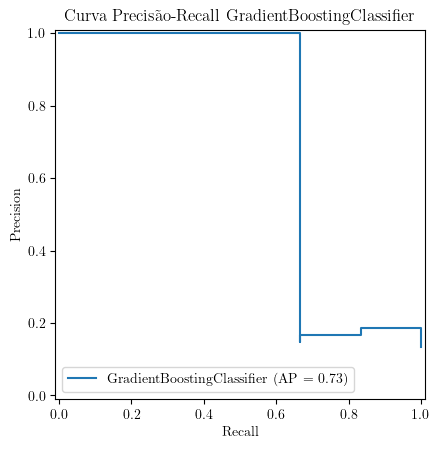 Curva Precisão-Recall GradientBoostingClassifier
1.0
0.8
0.6
0.4
0.2
0.0
Precision
GradientBoostingClassifier (AP = 0.73)
0.0 0.2 0.4 0.6 0.8 1.0
Recall